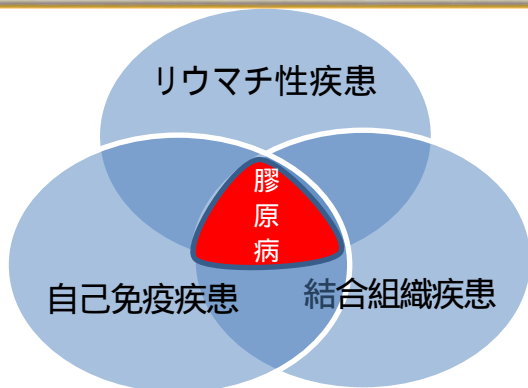 リウマチ性疾患
膠
原
病
自己免疫疾患
結合組織疾患